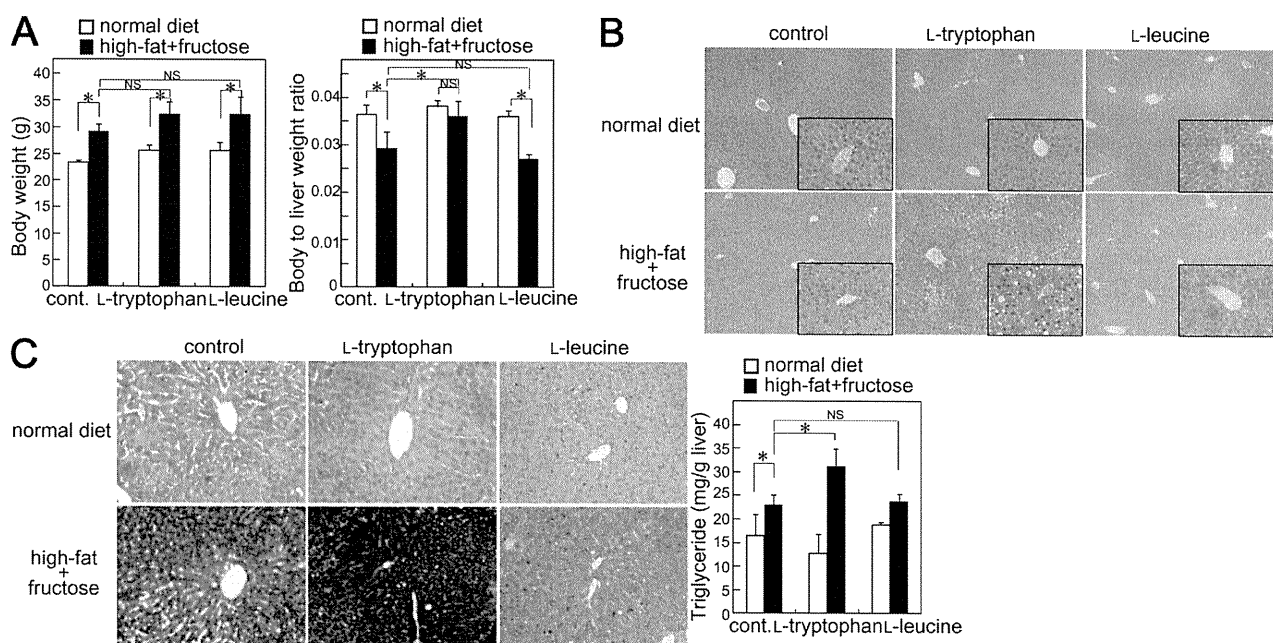 A
normal diet
high-fat+fructose
Body weight (g)
40
35
30
25
20
15
10
5
0
*
NS
NS
*
*
cont. L-tryptophan L-leucine
normal diet
high-fat+fructose
Body to liver weight ratio
0.04
0.03
0.02
0.01
0
*
*
NS
NS
*
cont. L-tryptophan L-leucine
B
control L-tryptophan L-leucine
normal diet
high-fat
+
fructose
C
control L-tryptophan L-leucine
normal diet
high-fat
+
fructose
normal diet
high-fat+fructose
Triglyceride (mg/g liver)
40
35
30
25
20
15
10
5
0
*
*
NS
cont. L-tryptophan L-leucine